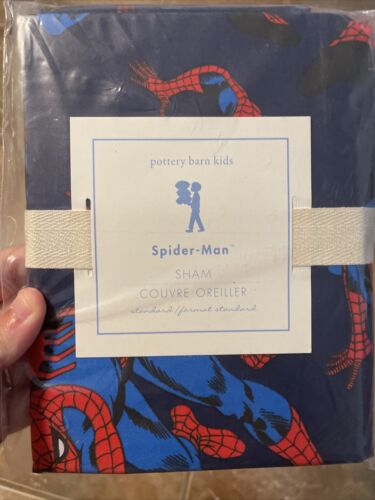 pottery barn kids
Spider-Man™
SHAM
COUVRE OREILLER
standard/format standard